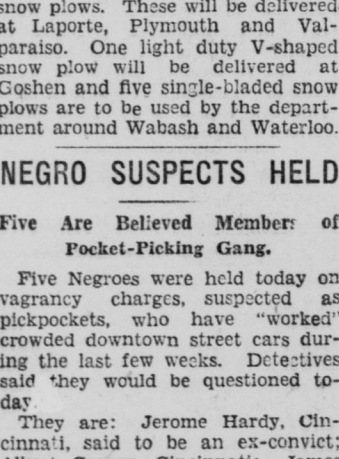 snow plows. These will be delivered
at Laporte, Plymouth and Val-
paraiso. One light duty V-shaped
snow plow will be delivered at
Goshen and five single-bladed snow
plows are to be used by the depart-
ment around Wabash and Waterloo.
NEGRO SUSPECTS HELD
Five Are Believed Members of
Pocket-Picking Gang.
Five Negroes were held today on
vagrancy charges, suspected as
pickpockets, who have "worked"
crowded downtown street cars dur-
ing the last few weeks. Detectives
said they would be questioned to-
day.
They are: Jerome Hardy, Cin-
cinnati, said to be an ex-convict;